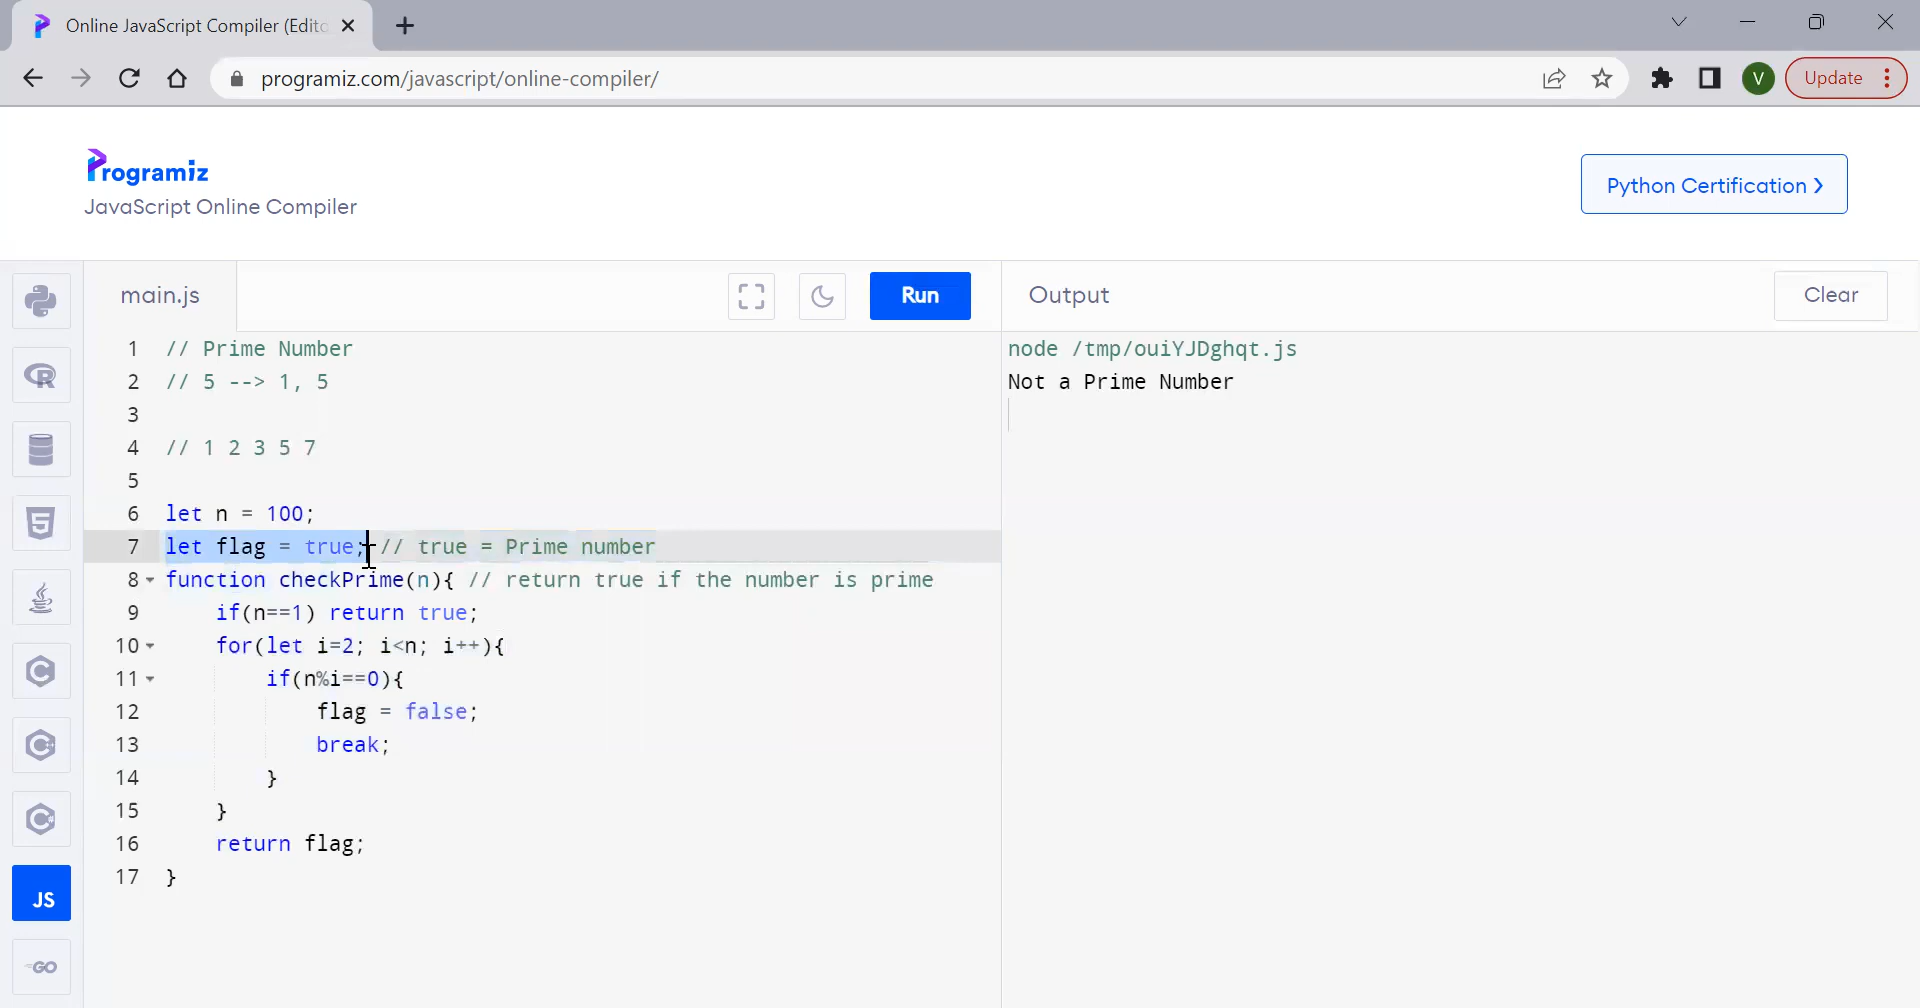 Online JavaScript Compiler (Edito
programiz.com/javascript/online-compiler/
V
Update
Programiz
JavaScript Online Compiler
Python Certification ❯
main.js
Run
Output
Clear
1 // Prime Number
2 // 5 --> 1, 5
3
4 // 1 2 3 5 7
5
6 let n = 100;
7 let flag = true; // true = Prime number
8 function checkPrime(n){ // return true if the number is prime
9 if(n==1) return true;
10 for(let i=2; i<n; i++){
11 if(n%i==0){
12 flag = false;
13 break;
14 }
15 }
16 return flag;
17 }
node /tmp/ouiYJDghqt.js
Not a Prime Number
R
5
C
C
C
JS
GO